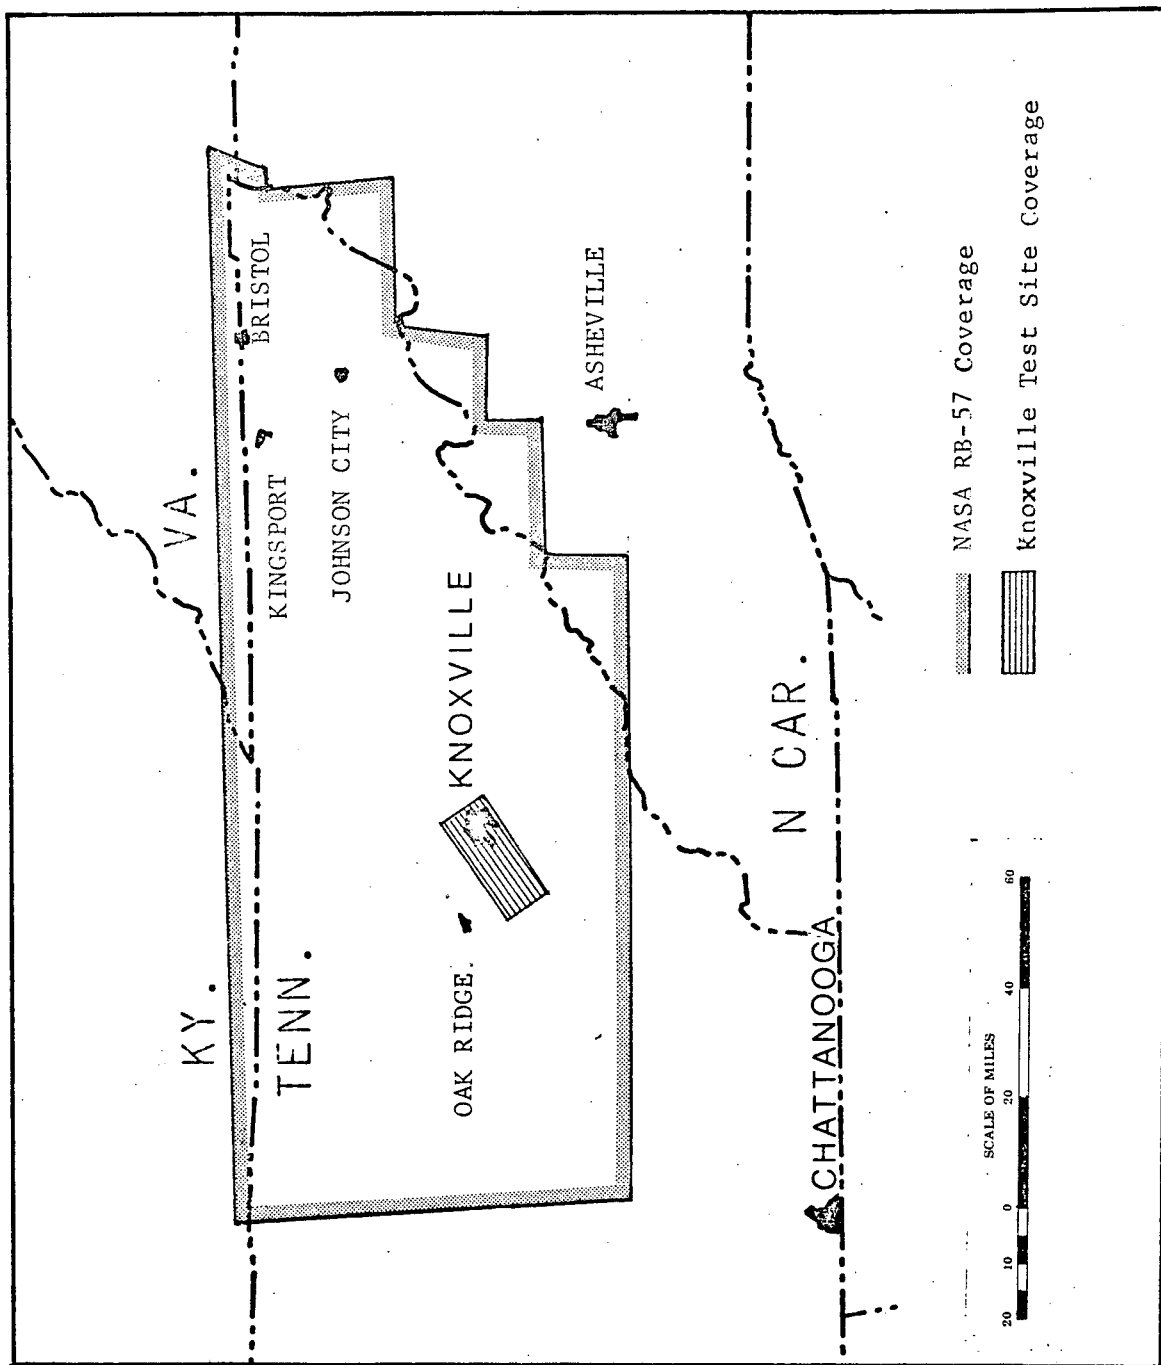 KY.
VA.
TENN.
BRISTOL
KINGSPORT
JOHNSON CITY
KNOXVILLE
OAK RIDGE
ASHEVILLE
N CAR.
CHATTANOOGA
NASA RB-57 Coverage
Knoxville Test Site Coverage
SCALE OF MILES
20 10 0 20 40 60